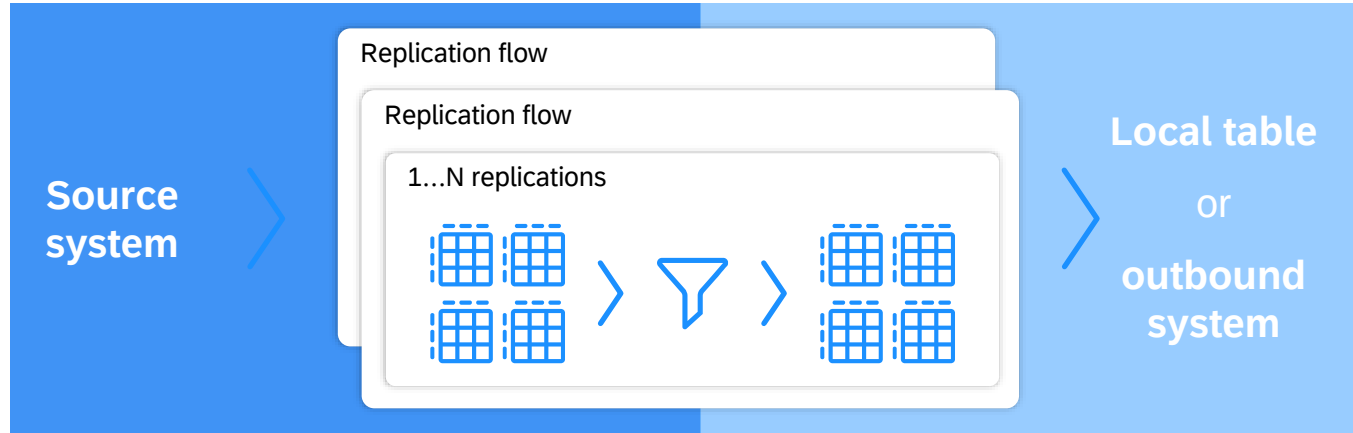 Replication flow
Replication flow
1...N replications
Source
system
Local table
or
outbound
system